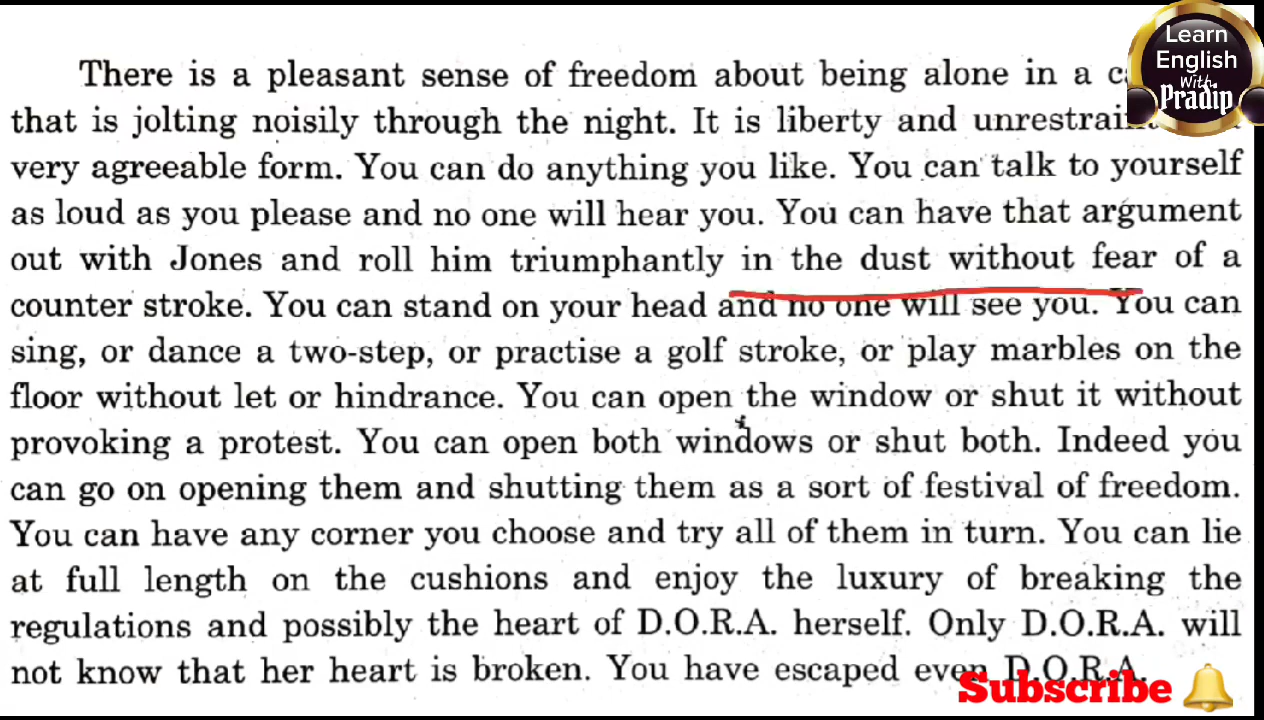 There is a pleasant sense of freedom about being alone in a
that is jolting noisily through the night. It is liberty and
very agreeable form. You can do anything you like. You can talk to yourself
as loud as you please and no one will hear you. You can have that argument
out with Jones and roll him triumphantly in the dust without fear of a
counter stroke. You can stand on your head and no one will see you. You can
sing, or dance a two-step, or practise a golf stroke, or play marbles on the
floor without let or hindrance. You can open the window or shut it without
provoking a protest. You can open both windows or shut both. Indeed you
can go on opening them and shutting them as a sort of festival of freedom.
You can have any corner you choose and try all of them in turn. You can lie
at full length on the cushions and enjoy the luxury of breaking the
regulations and possibly the heart of D.O.R.A. herself. Only D.O.R.A. will
not know that her heart is broken. You have escaped even D.O.R.A.
Learn
English
With
Pradip
Subscribe